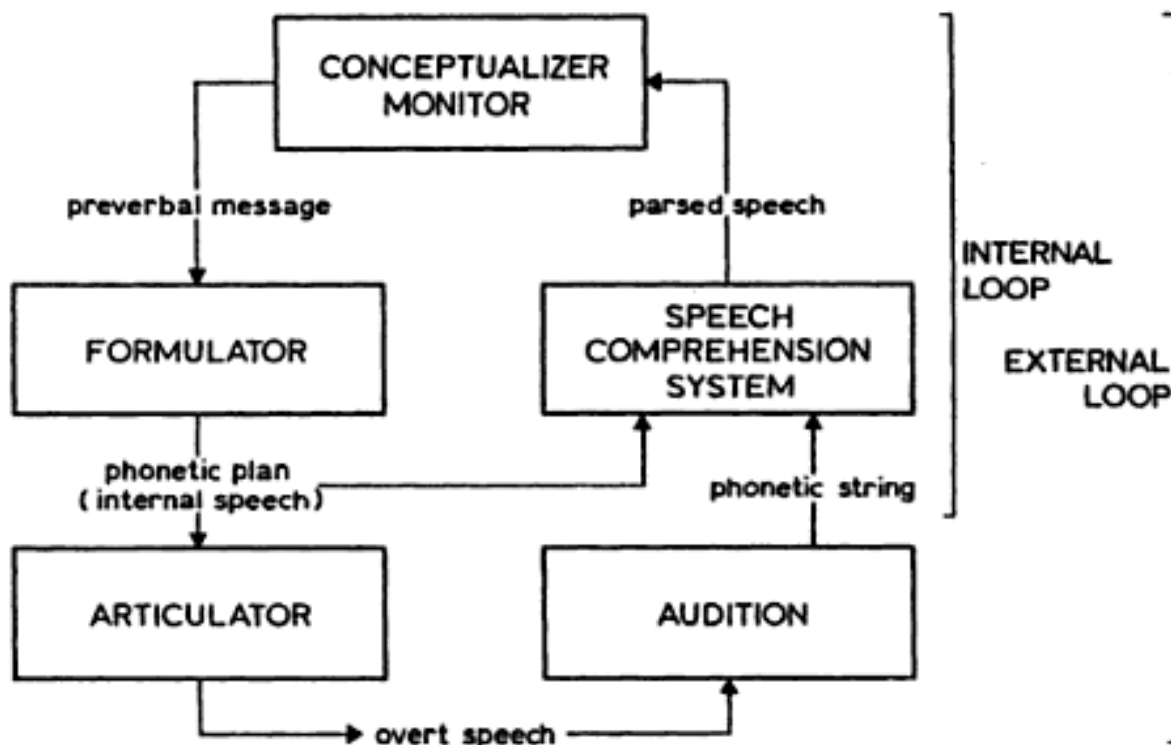 CONCEPTUALIZER
MONITOR
preverbal message
parsed speech
INTERNAL
LOOP
FORMULATOR
SPEECH
COMPREHENSION
SYSTEM
EXTERNAL
LOOP
phonetic plan
(internal speech)
phonetic string
ARTICULATOR
AUDITION
overt speech